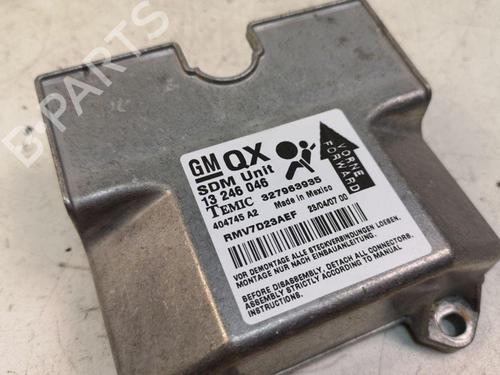 B-PARTS
GM QX
SDM Unit
13 246 046
TEMIC 327963935
404745 A2 Made in Mexico
RMV7D23AEF 23/04/07 00
VORNE
FORWARD
VOR DEMONTAGE ALLE STECKVERBINDUNGEN LOESEN.
MONTAGE NUR NACH EINBAUANLEITUNG.
BEFORE DISASSEMBLY, DETACH ALL CONNECTORS.
ASSEMBLY STRICTLY ACCORDING TO MANUAL
INSTRUCTIONS.